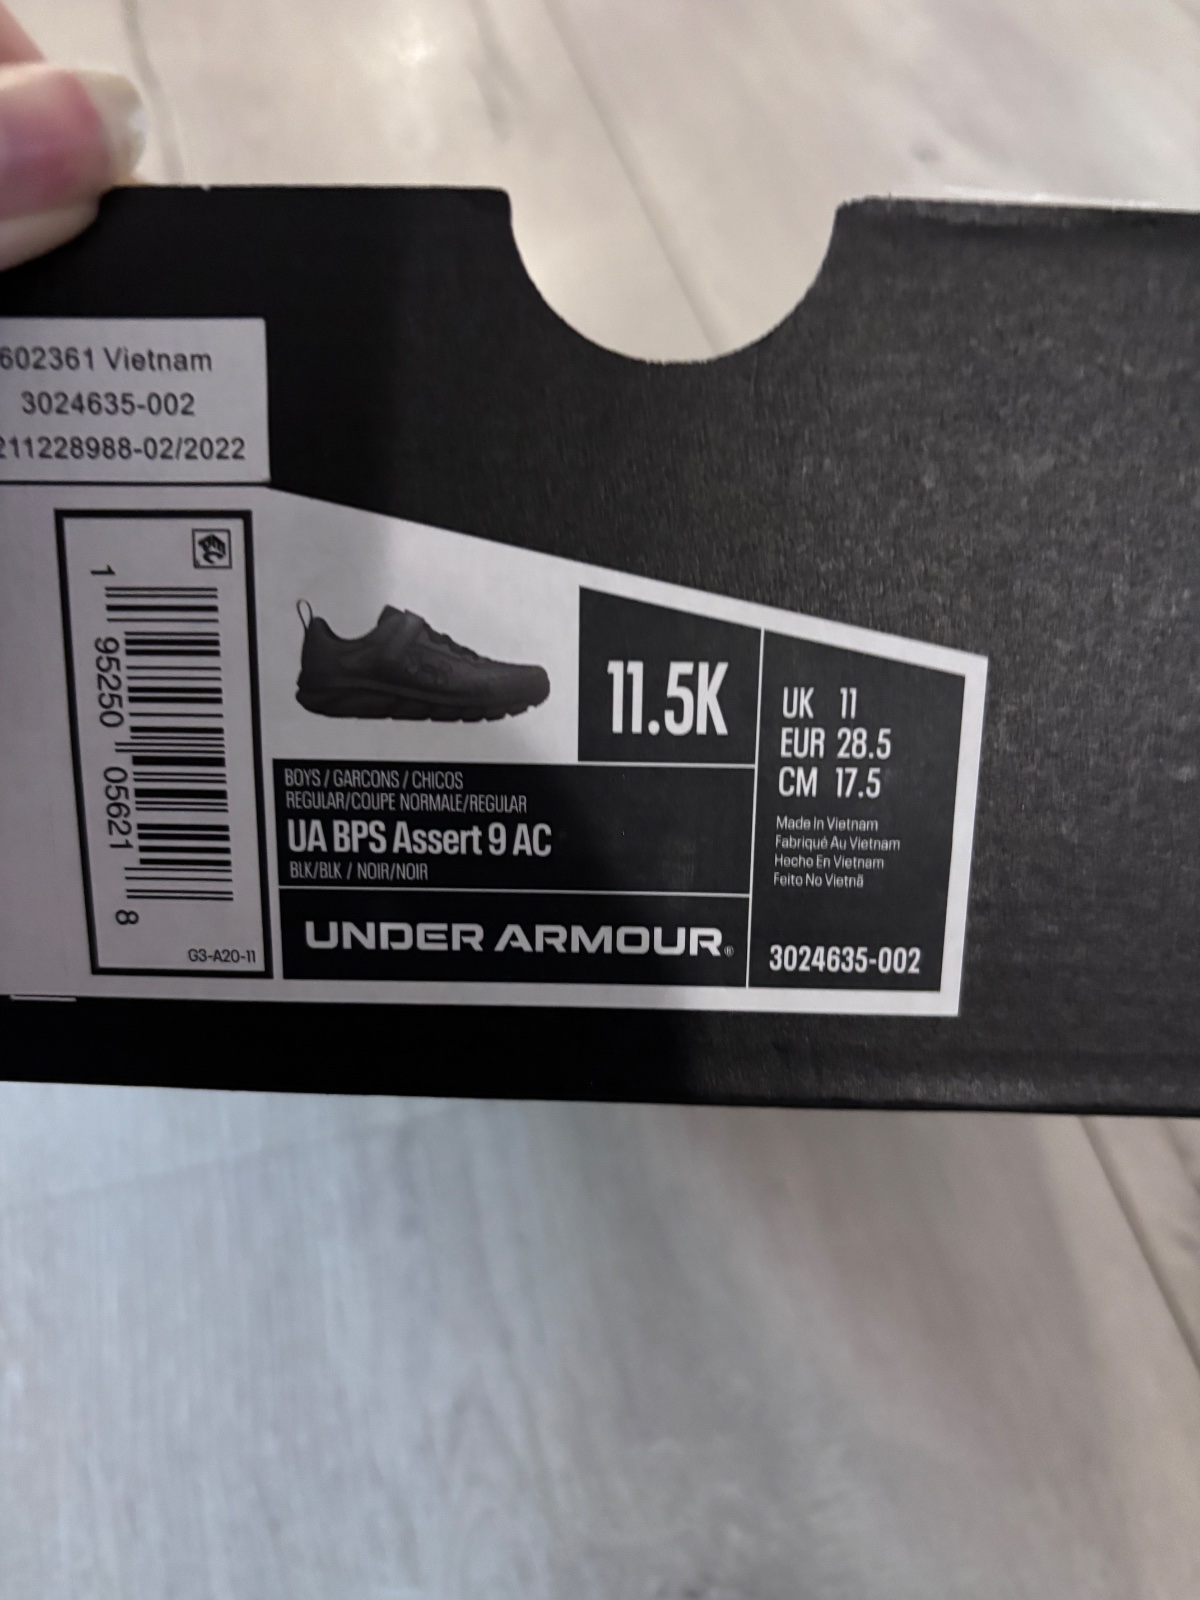 602361 Vietnam
3024635-002
211228988-02/2022
1 95250 05621 8
G3-A20-11
11.5K
UK 11
EUR 28.5
CM 17.5
BOYS / GARCONS / CHICOS
REGULAR/COUPE NORMALE/REGULAR
UA BPS Assert 9 AC
BLK/BLK / NOIR/NOIR
UNDER ARMOUR®
Made In Vietnam
Fabriqué Au Vietnam
Hecho En Vietnam
Feito No Vietnã
3024635-002